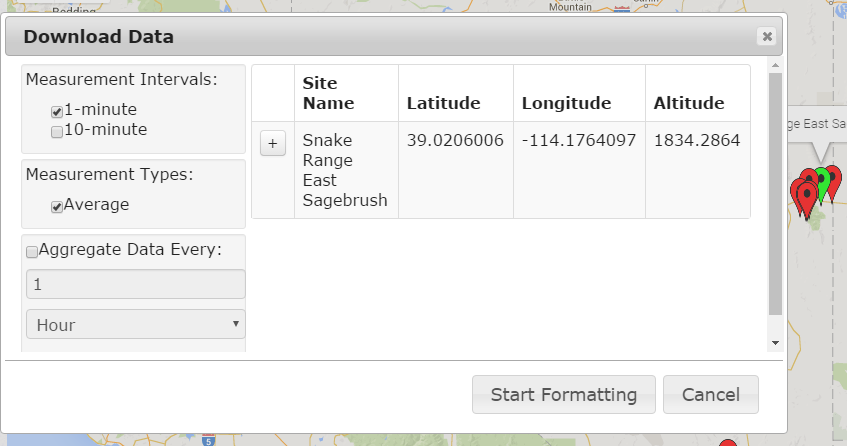 Redding
Mountain
Download Data
Measurement Intervals:
1-minute
10-minute
Measurement Types:
Average
Aggregate Data Every:
1
Hour
Site Name
Latitude
Longitude
Altitude
+
Snake
Range
East
Sagebrush
39.0206006
-114.1764097
1834.2864
ge East Sa
Start Formatting
Cancel
5